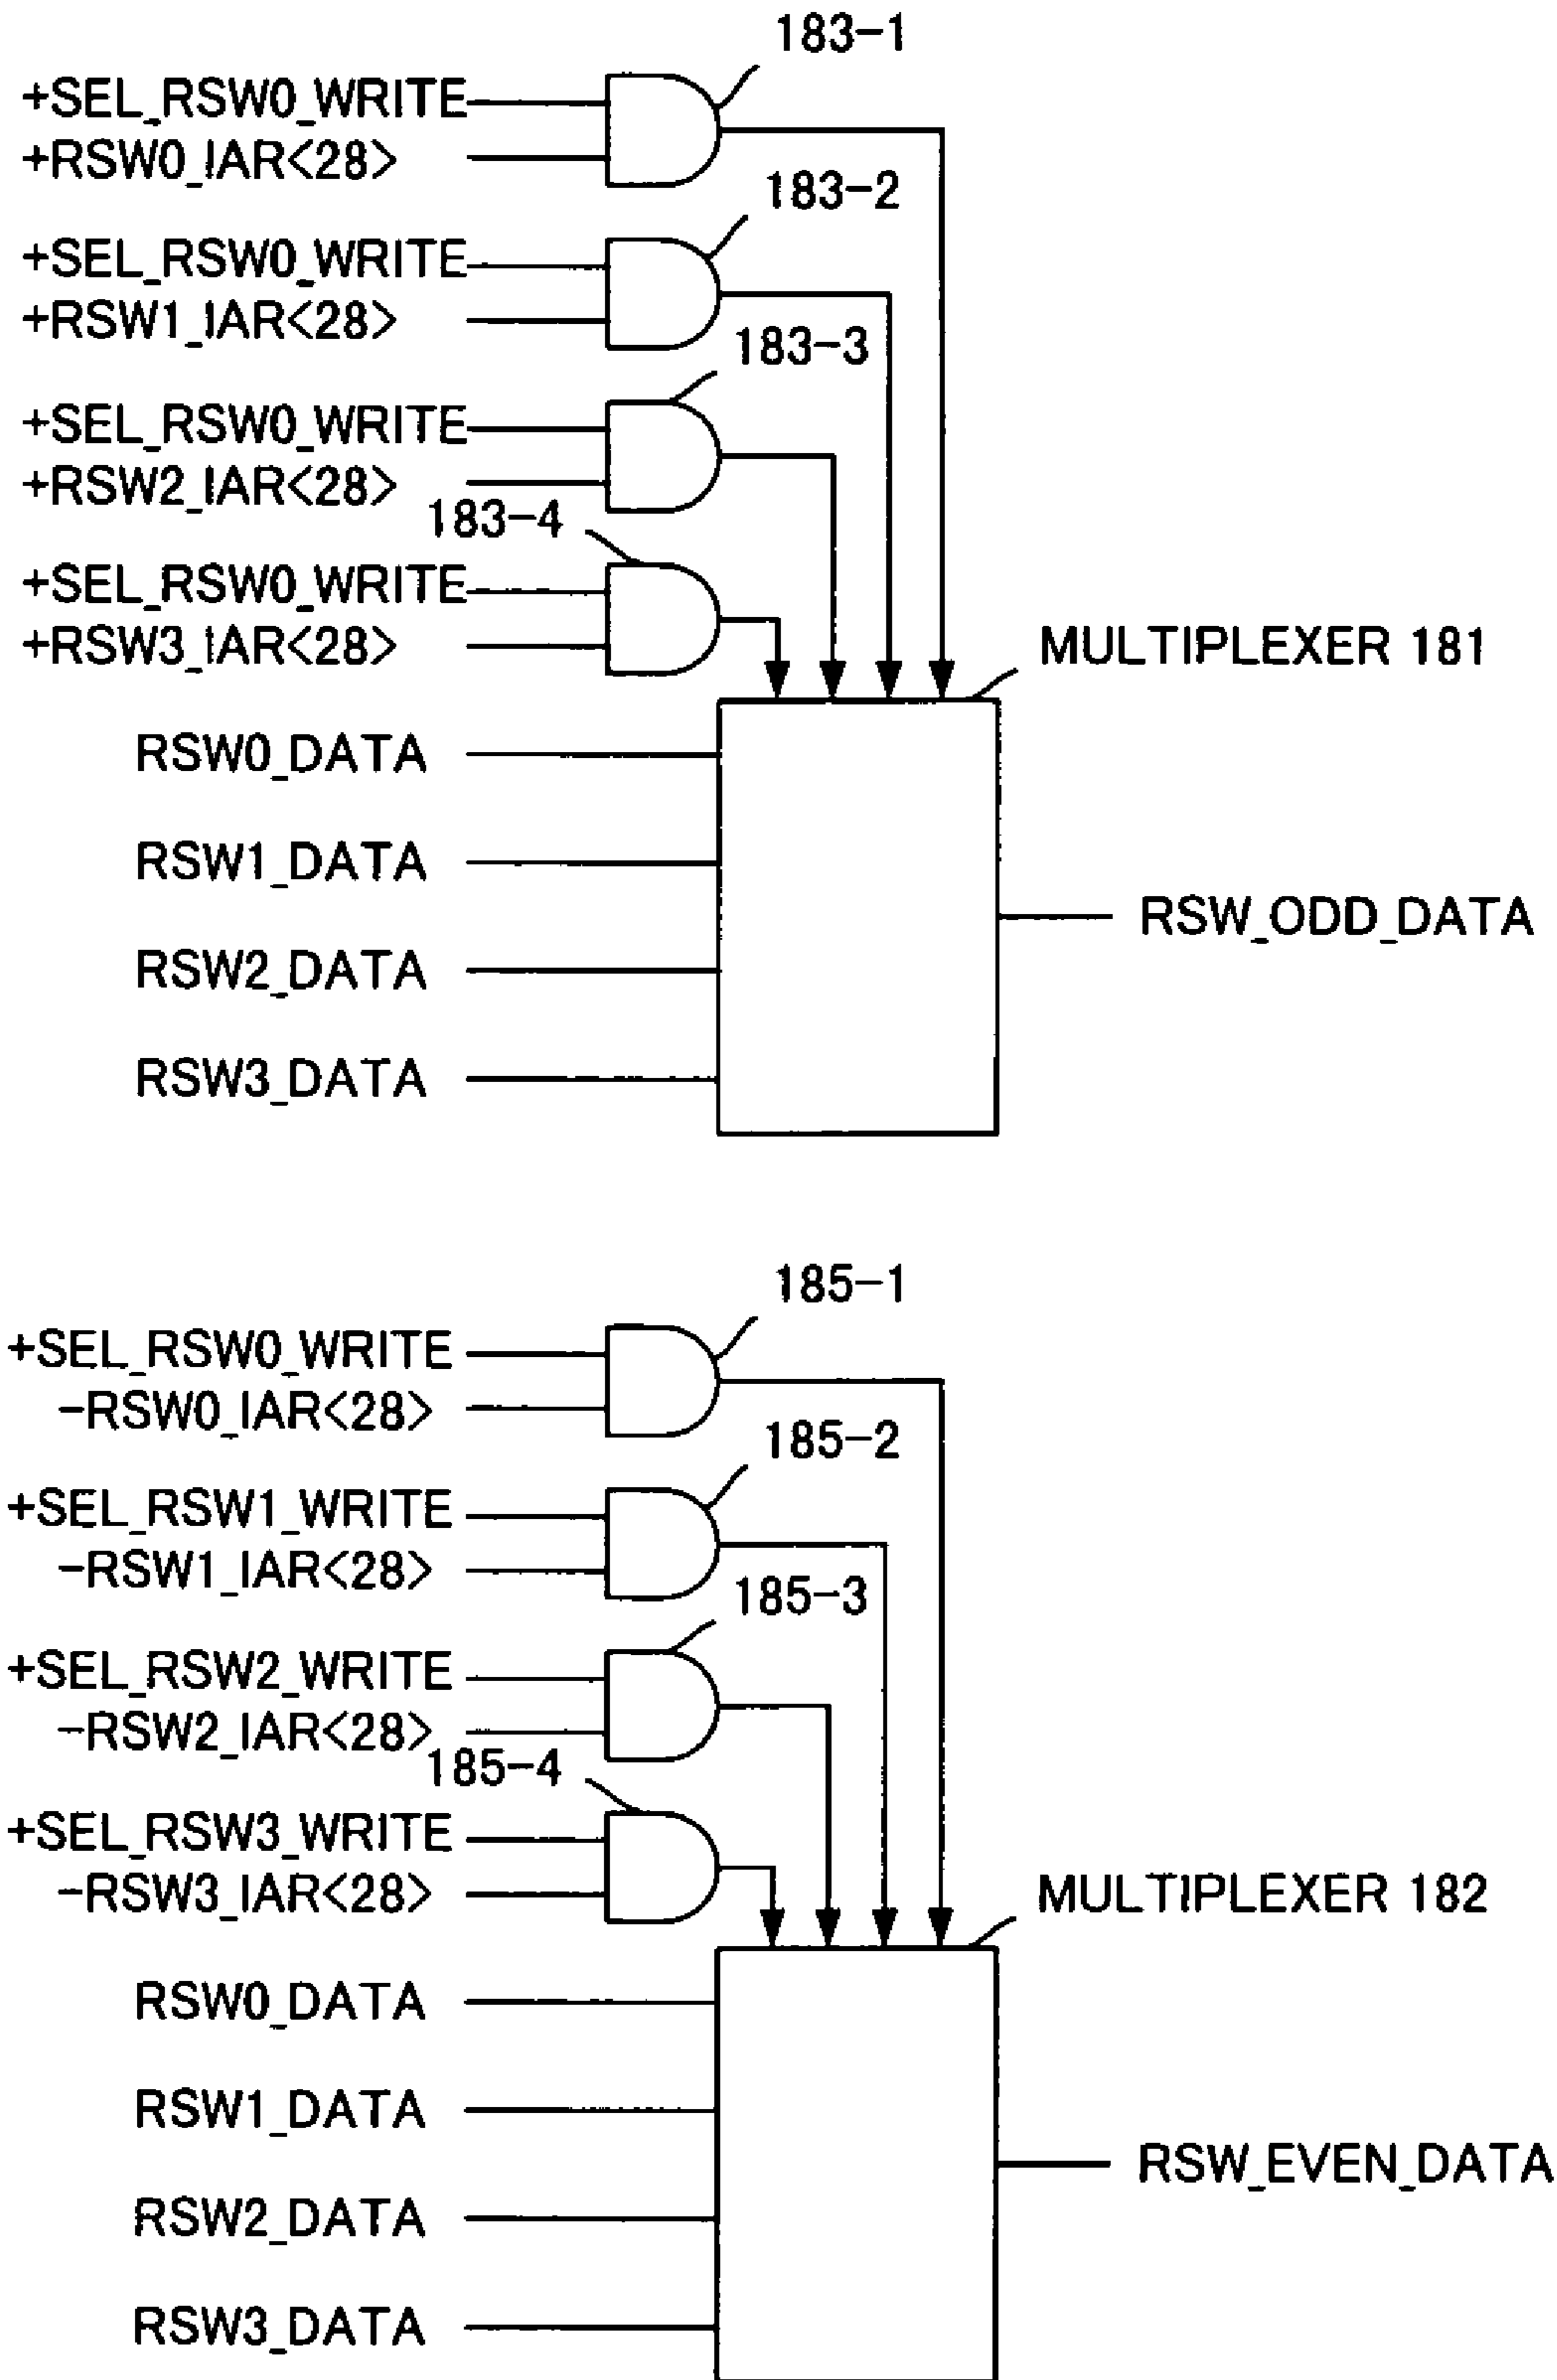 183-1
+SEL_RSW0_WRITE
+RSW0_IAR<28>
183-2
+SEL_RSW0_WRITE
+RSW1_IAR<28>
183-3
+SEL_RSW0_WRITE
+RSW2_IAR<28>
183-4
+SEL_RSW0_WRITE
+RSW3_IAR<28>
MULTIPLEXER 181
RSW0_DATA
RSW1_DATA
RSW_ODD_DATA
RSW2_DATA
RSW3_DATA
185-1
+SEL_RSW0_WRITE
-RSW0_IAR<28>
185-2
+SEL_RSW1_WRITE
-RSW1_IAR<28>
185-3
+SEL_RSW2_WRITE
-RSW2_IAR<28>
185-4
+SEL_RSW3_WRITE
-RSW3_IAR<28>
MULTIPLEXER 182
RSW0_DATA
RSW1_DATA
RSW_EVEN_DATA
RSW2_DATA
RSW3_DATA